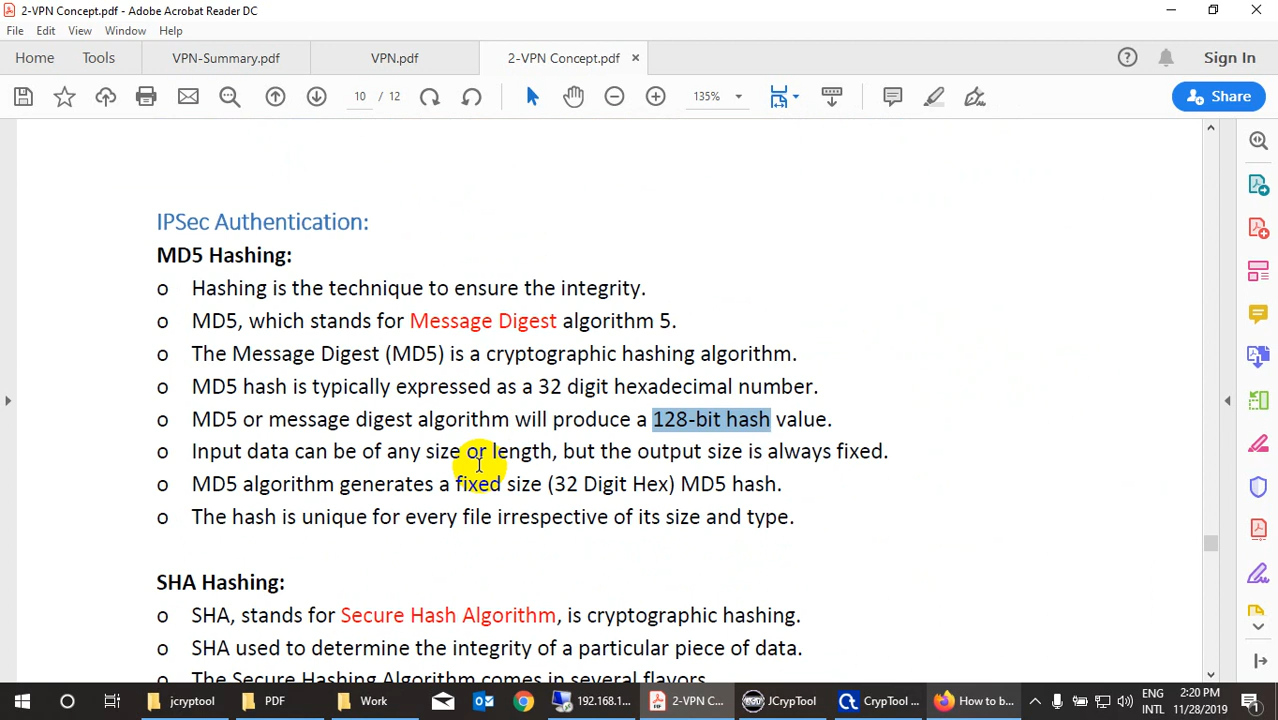 2-VPN Concept.pdf - Adobe Acrobat Reader DC
File Edit View Window Help
Home Tools VPN-Summary.pdf VPN.pdf 2-VPN Concept.pdf × Sign In
10 / 12 135% Share
IPSec Authentication:
MD5 Hashing:
o Hashing is the technique to ensure the integrity.
o MD5, which stands for Message Digest algorithm 5.
o The Message Digest (MD5) is a cryptographic hashing algorithm.
o MD5 hash is typically expressed as a 32 digit hexadecimal number.
o MD5 or message digest algorithm will produce a 128-bit hash value.
o Input data can be of any size or length, but the output size is always fixed.
o MD5 algorithm generates a fixed size (32 Digit Hex) MD5 hash.
o The hash is unique for every file irrespective of its size and type.
SHA Hashing:
o SHA, stands for Secure Hash Algorithm, is cryptographic hashing.
o SHA used to determine the integrity of a particular piece of data.
o The Secure Hashing Algorithm comes in several flavors
jcryptool PDF Work 192.168.1... 2-VPN C... JCrypTool CrypTool ... How to b... ENG 2:20 PM
INTL 11/28/2019 1